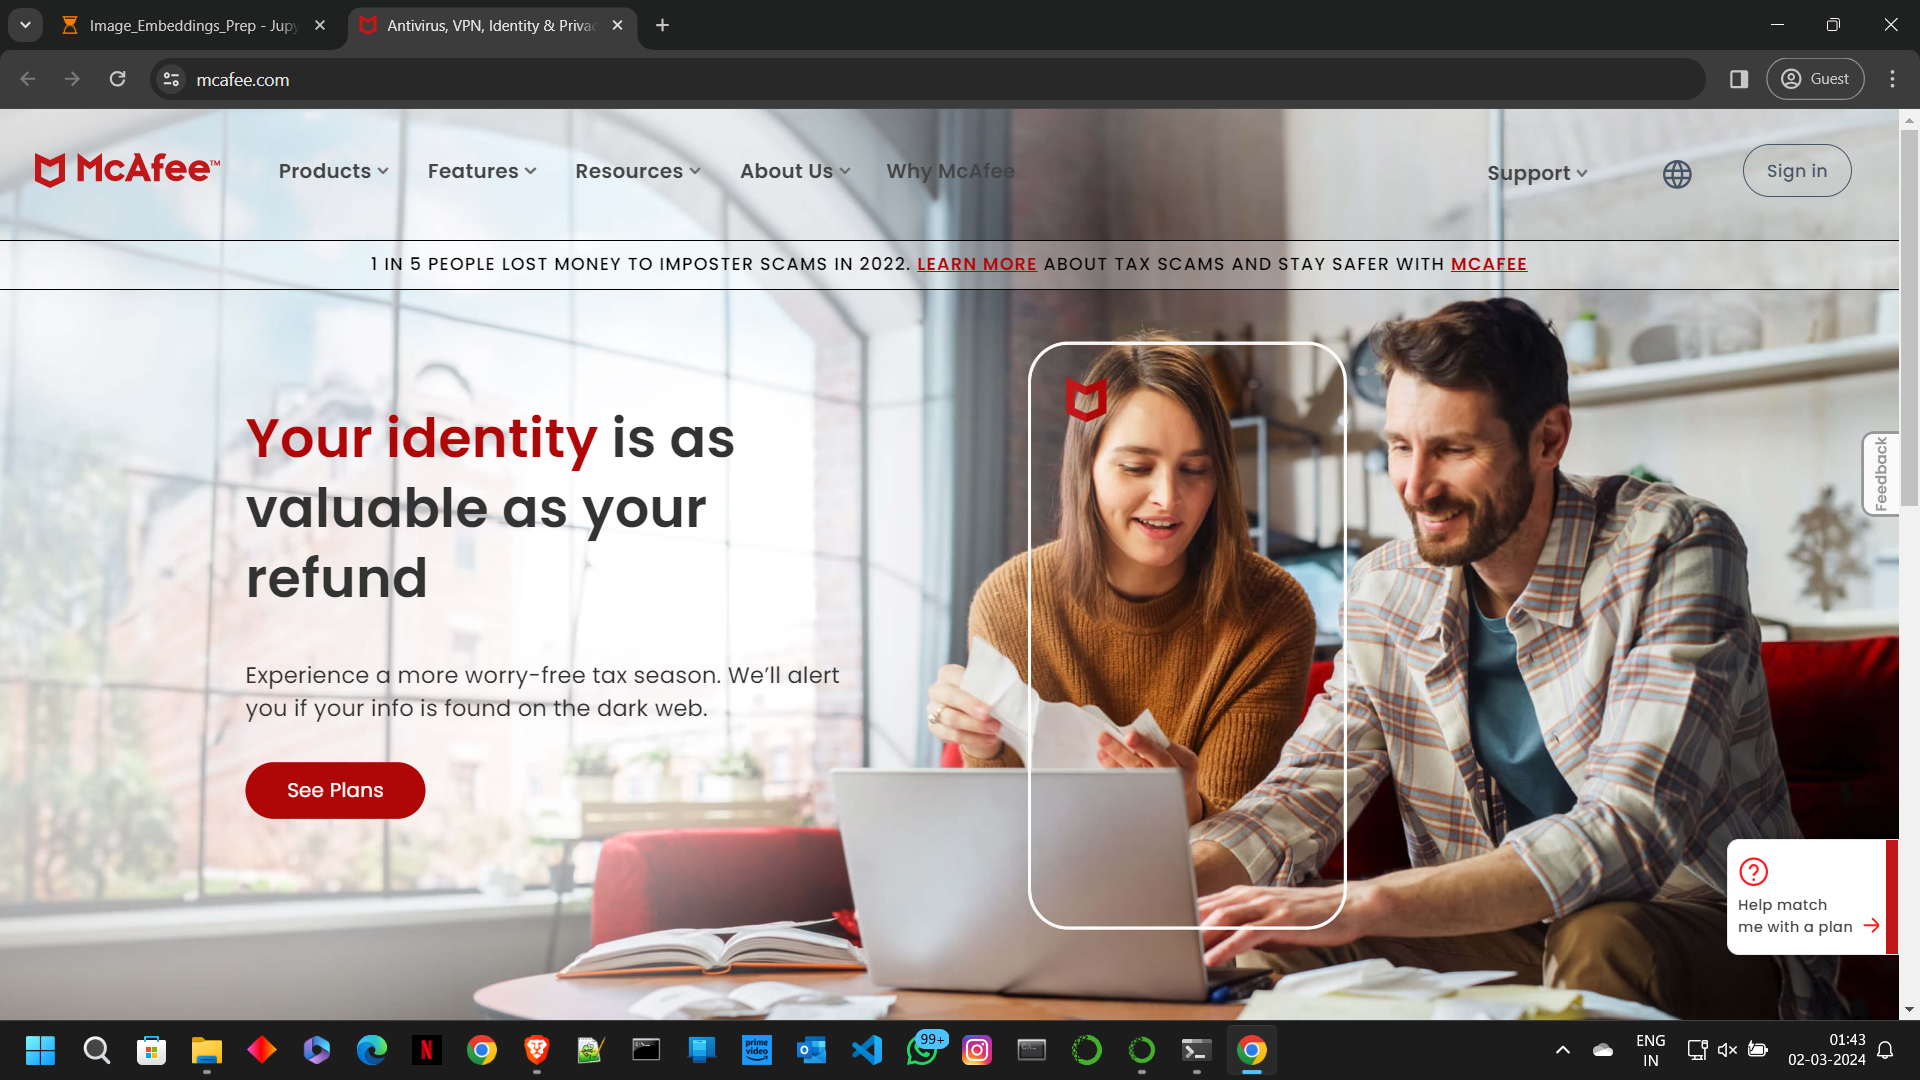 Image_Embeddings_Prep - Jupy
Antivirus, VPN, Identity & Priva
mcafee.com
Guest
McAfee™
Products
Features
Resources
About Us
Why McAfee
Support
Sign in
1 IN 5 PEOPLE LOST MONEY TO IMPOSTER SCAMS IN 2022. LEARN MORE ABOUT TAX SCAMS AND STAY SAFER WITH MCAFEE
Your identity is as
valuable as your
refund
Experience a more worry-free tax season. We’ll alert
you if your info is found on the dark web.
See Plans
Feedback
Help match
me with a plan
prime
video
99+
ENG
IN
01:43
02-03-2024